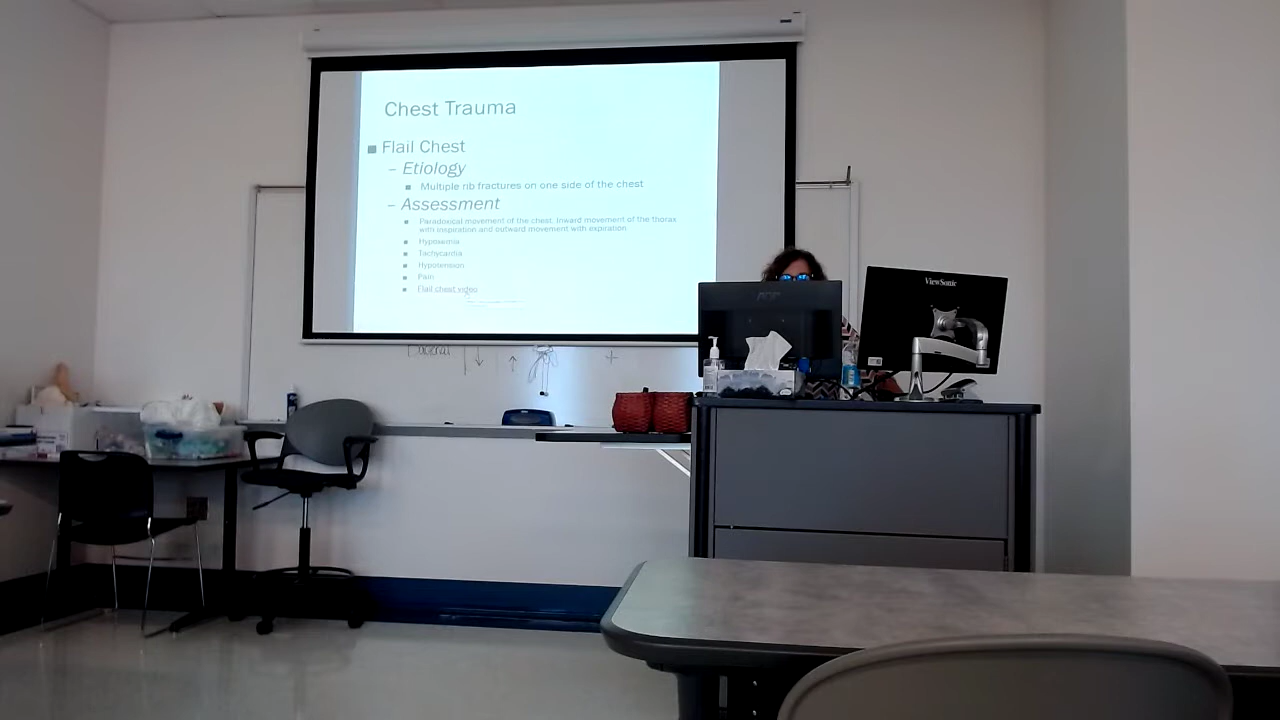 Chest Trauma
Flail Chest
– Etiology
Multiple rib fractures on one side of the chest
– Assessment
Paradoxical movement of the chest. Inward movement of the thorax
with inspiration and outward movement with expiration
Hypoxemia
Tachycardia
Hypotension
Pain
Flail chest video
ViewSonic